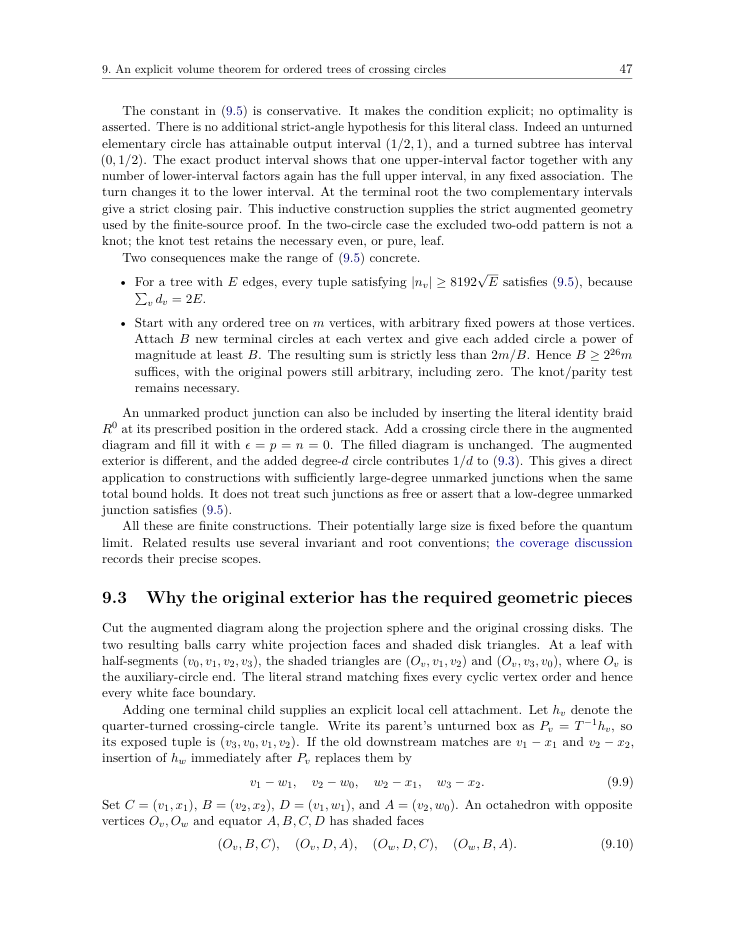 9. An explicit volume theorem for ordered trees of crossing circles 47
The constant in (9.5) is conservative. It makes the condition explicit; no optimality is
asserted. There is no additional strict-angle hypothesis for this literal class. Indeed an unturned
elementary circle has attainable output interval (1/2, 1), and a turned subtree has interval
(0, 1/2). The exact product interval shows that one upper-interval factor together with any
number of lower-interval factors again has the full upper interval, in any fixed association. The
turn changes it to the lower interval. At the terminal root the two complementary intervals
give a strict closing pair. This inductive construction supplies the strict augmented geometry
used by the finite-source proof. In the two-circle case the excluded two-odd pattern is not a
knot; the knot test retains the necessary even, or pure, leaf.
Two consequences make the range of (9.5) concrete.
• For a tree with E edges, every tuple satisfying |n_v| ≥ 8192√E satisfies (9.5), because
∑_v d_v = 2E.
• Start with any ordered tree on m vertices, with arbitrary fixed powers at those vertices.
Attach B new terminal circles at each vertex and give each added circle a power of
magnitude at least B. The resulting sum is strictly less than 2m/B. Hence B ≥ 2^26 m
suffices, with the original powers still arbitrary, including zero. The knot/parity test
remains necessary.
An unmarked product junction can also be included by inserting the literal identity braid
R^0 at its prescribed position in the ordered stack. Add a crossing circle there in the augmented
diagram and fill it with ϵ = p = n = 0. The filled diagram is unchanged. The augmented
exterior is different, and the added degree-d circle contributes 1/d to (9.3). This gives a direct
application to constructions with sufficiently large-degree unmarked junctions when the same
total bound holds. It does not treat such junctions as free or assert that a low-degree unmarked
junction satisfies (9.5).
All these are finite constructions. Their potentially large size is fixed before the quantum
limit. Related results use several invariant and root conventions; the coverage discussion
records their precise scopes.
9.3 Why the original exterior has the required geometric pieces
Cut the augmented diagram along the projection sphere and the original crossing disks. The
two resulting balls carry white projection faces and shaded disk triangles. At a leaf with
half-segments (v_0, v_1, v_2, v_3), the shaded triangles are (O_v, v_1, v_2) and (O_v, v_3, v_0), where O_v is
the auxiliary-circle end. The literal strand matching fixes every cyclic vertex order and hence
every white face boundary.
Adding one terminal child supplies an explicit local cell attachment. Let h_v denote the
quarter-turned crossing-circle tangle. Write its parent's unturned box as P_v = T^−1 h_v, so
its exposed tuple is (v_3, v_0, v_1, v_2). If the old downstream matches are v_1 − x_1 and v_2 − x_2,
insertion of h_w immediately after P_v replaces them by
v_1 − w_1, v_2 − w_0, w_2 − x_1, w_3 − x_2. (9.9)
Set C = (v_1, x_1), B = (v_2, x_2), D = (v_1, w_1), and A = (v_2, w_0). An octahedron with opposite
vertices O_v, O_w and equator A, B, C, D has shaded faces
(O_v, B, C), (O_v, D, A), (O_w, D, C), (O_w, B, A). (9.10)